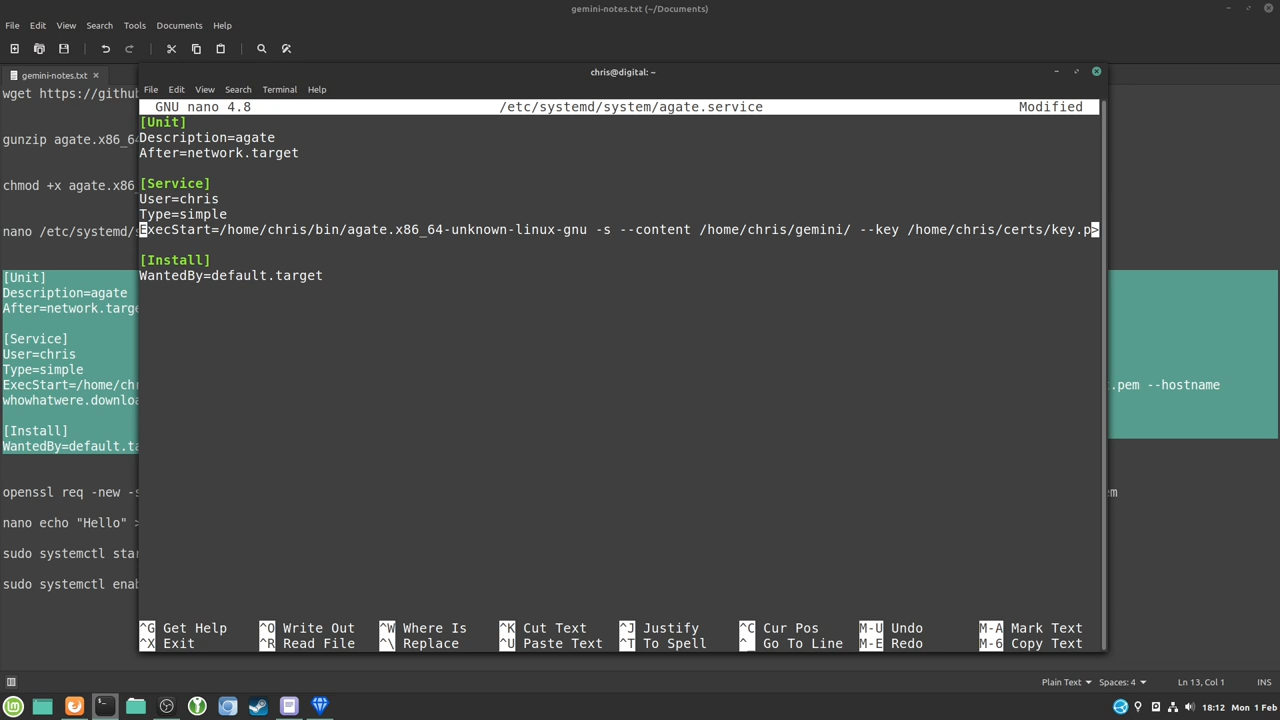 gemini-notes.txt (~/Documents)
File Edit View Search Tools Documents Help
gemini-notes.txt
wget https://github
gunzip agate.x86_64
chmod +x agate.x86_
nano /etc/systemd/s
[Unit]
Description=agate
After=network.targe
[Service]
User=chris
Type=simple
ExecStart=/home/chr .pem --hostname
whowhatwere.downloa
[Install]
WantedBy=default.ta
openssl req -new -s em
nano echo "Hello" >
sudo systemctl star
sudo systemctl enab
chris@digital: ~
File Edit View Search Terminal Help
GNU nano 4.8 /etc/systemd/system/agate.service Modified
[Unit]
Description=agate
After=network.target
[Service]
User=chris
Type=simple
ExecStart=/home/chris/bin/agate.x86_64-unknown-linux-gnu -s --content /home/chris/gemini/ --key /home/chris/certs/key.p>
[Install]
WantedBy=default.target
^G Get Help ^O Write Out ^W Where Is ^K Cut Text ^J Justify ^C Cur Pos M-U Undo M-A Mark Text
^X Exit ^R Read File ^\ Replace ^U Paste Text ^T To Spell ^_ Go To Line M-E Redo M-6 Copy Text
Plain Text Spaces: 4 Ln 13, Col 1 INS
18:12 Mon 1 Feb